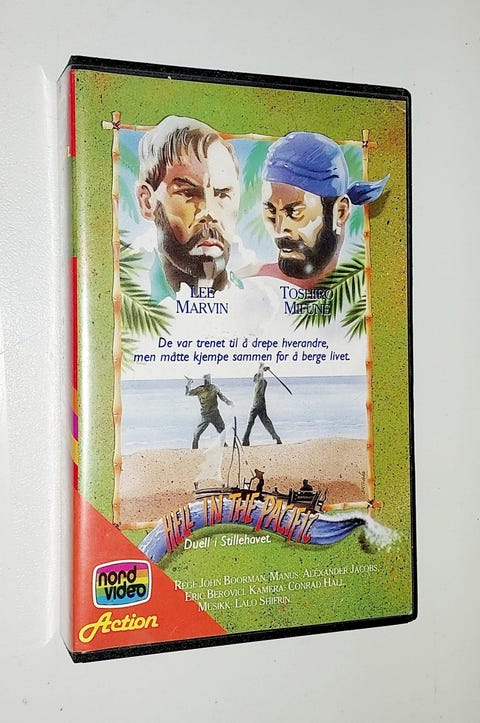 LEE
MARVIN
TOSHIRO
MIFUNE
De var trenet til å drepe hverandre,
men måtte kjempe sammen for å berge livet.
HELL IN THE PACIFIC
Duell i Stillehavet.
REGI: JOHN BOORMAN. MANUS: ALEXANDER JACOBS.
ERIC BEROVICI. KAMERA: CONRAD HALL.
MUSIKK: LALO SHIFRIN.
nord
video
Action